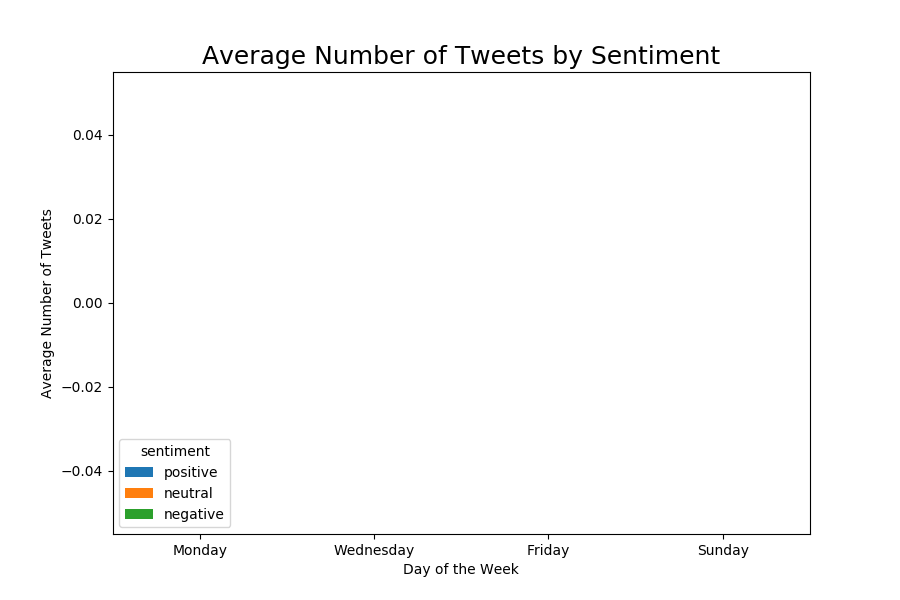 Average Number of Tweets by Sentiment
0.04
0.02
0.00
−0.02
−0.04
Average Number of Tweets
sentiment
positive
neutral
negative
Monday Wednesday Friday Sunday
Day of the Week